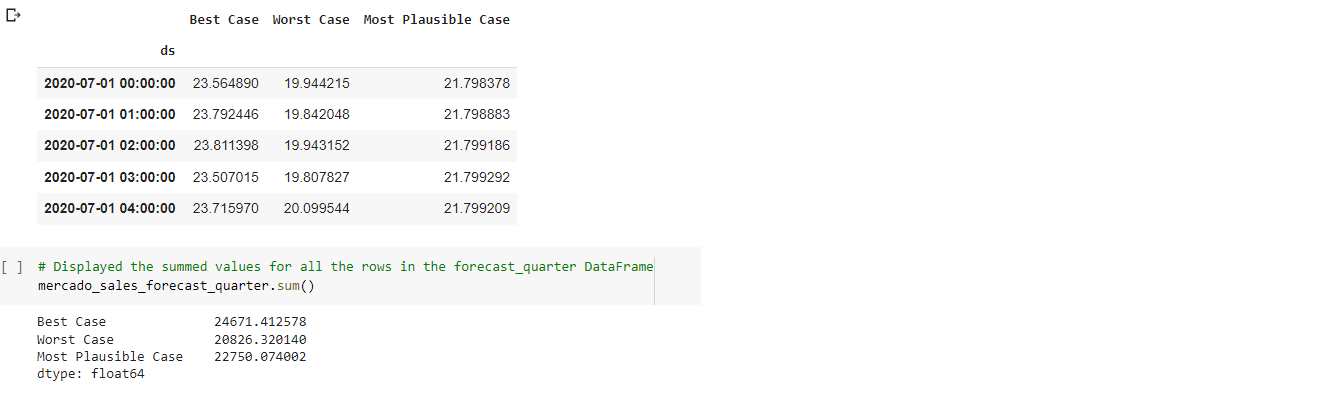 Best Case Worst Case Most Plausible Case
ds
2020-07-01 00:00:00 23.564890 19.944215 21.798378
2020-07-01 01:00:00 23.792446 19.842048 21.798883
2020-07-01 02:00:00 23.811398 19.943152 21.799186
2020-07-01 03:00:00 23.507015 19.807827 21.799292
2020-07-01 04:00:00 23.715970 20.099544 21.799209
[ ] # Displayed the summed values for all the rows in the forecast_quarter DataFrame
mercado_sales_forecast_quarter.sum()
Best Case 24671.412578
Worst Case 20826.320140
Most Plausible Case 22750.074002
dtype: float64